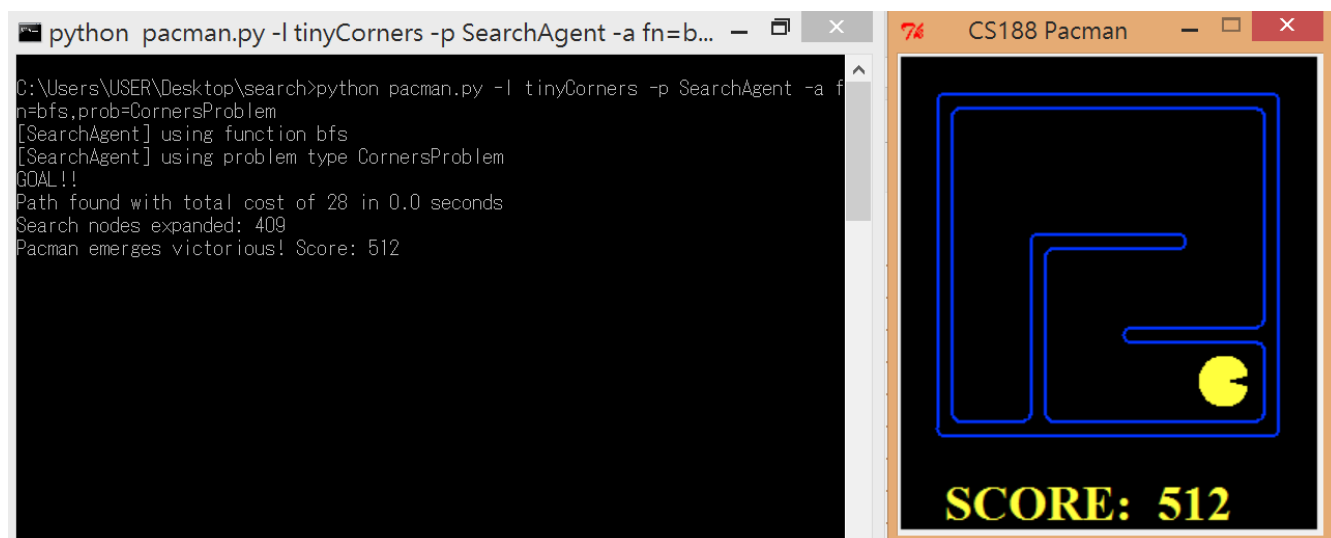 python pacman.py -l tinyCorners -p SearchAgent -a fn=b...
C:\Users\USER\Desktop\search>python pacman.py -l tinyCorners -p SearchAgent -a f
n=bfs,prob=CornersProblem
[SearchAgent] using function bfs
[SearchAgent] using problem type CornersProblem
GOAL!!
Path found with total cost of 28 in 0.0 seconds
Search nodes expanded: 409
Pacman emerges victorious! Score: 512
CS188 Pacman
SCORE: 512